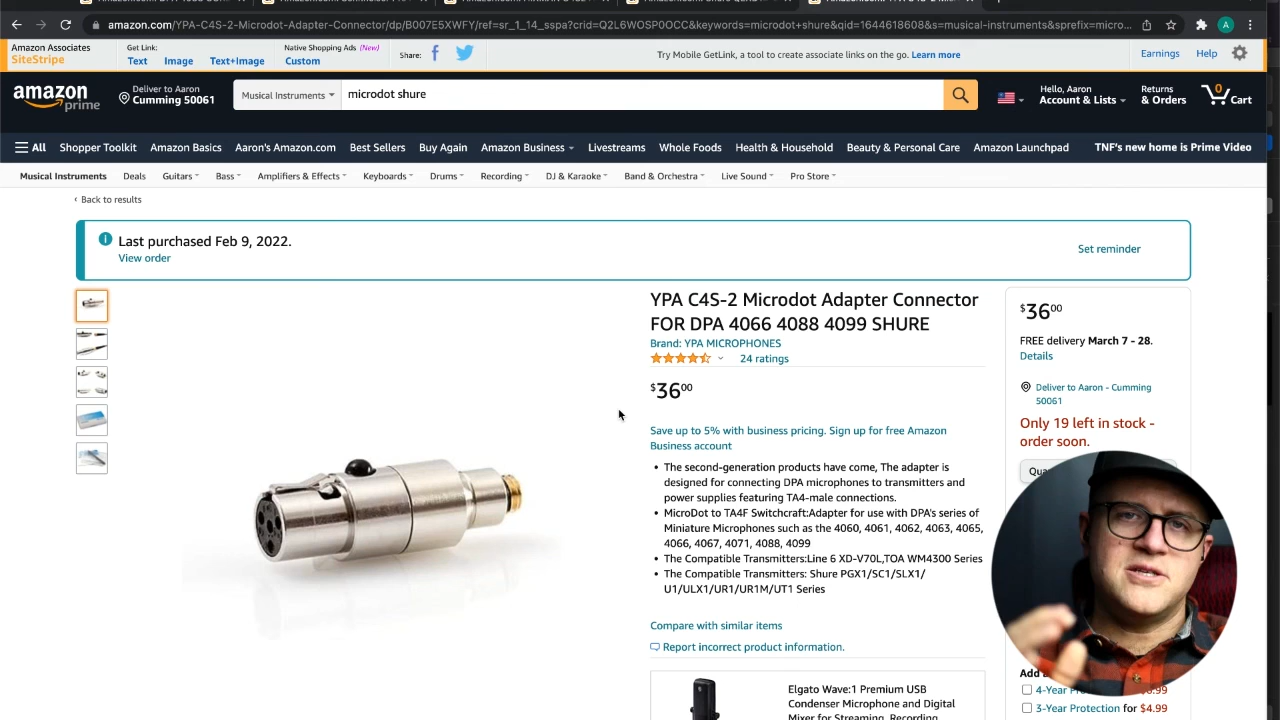 amazon.com/YPA-C4S-2-Microdot-Adapter-Connector/dp/B007E5XWFY/ref=sr_1_14_sspa?crid=Q2L6WOSP0OCC&keywords=microdot+shure&qid=1644618608&s=musical-instruments&sprefix=micro...
A
Amazon Associates
SiteStripe
Get Link:
Text Image Text+Image
Native Shopping Ads (New)
Custom
Share:
Try Mobile GetLink, a tool to create associate links on the go. Learn more
Earnings Help
amazon
prime
Deliver to Aaron
Cumming 50061
Musical Instruments
microdot shure
Hello, Aaron
Account & Lists
Returns
& Orders
0
Cart
All Shopper Toolkit Amazon Basics Aaron's Amazon.com Best Sellers Buy Again Amazon Business Livestreams Whole Foods Health & Household Beauty & Personal Care Amazon Launchpad TNF's new home is Prime Video
Musical Instruments Deals Guitars Bass Amplifiers & Effects Keyboards Drums Recording DJ & Karaoke Band & Orchestra Live Sound Pro Store
‹ Back to results
Last purchased Feb 9, 2022.
View order
Set reminder
YPA C4S-2 Microdot Adapter Connector
FOR DPA 4066 4088 4099 SHURE
Brand: YPA MICROPHONES
24 ratings
$3600
Save up to 5% with business pricing. Sign up for free Amazon
Business account
• The second-generation products have come, The adapter is
designed for connecting DPA microphones to transmitters and
power supplies featuring TA4-male connections.
• MicroDot to TA4F Switchcraft:Adapter for use with DPA's series of
Miniature Microphones such as the 4060, 4061, 4062, 4063, 4065,
4066, 4067, 4071, 4088, 4099
• The Compatible Transmitters:Line 6 XD-V70L,TOA WM4300 Series
• The Compatible Transmitters: Shure PGX1/SC1/SLX1/
U1/ULX1/UR1/UR1M/UT1 Series
Compare with similar items
Report incorrect product information.
Elgato Wave:1 Premium USB
Condenser Microphone and Digital
Mixer for Streaming, Recording
$3600
FREE delivery March 7 - 28.
Details
Deliver to Aaron - Cumming
50061
Only 19 left in stock -
order soon.
3-Year Protection for $4.99